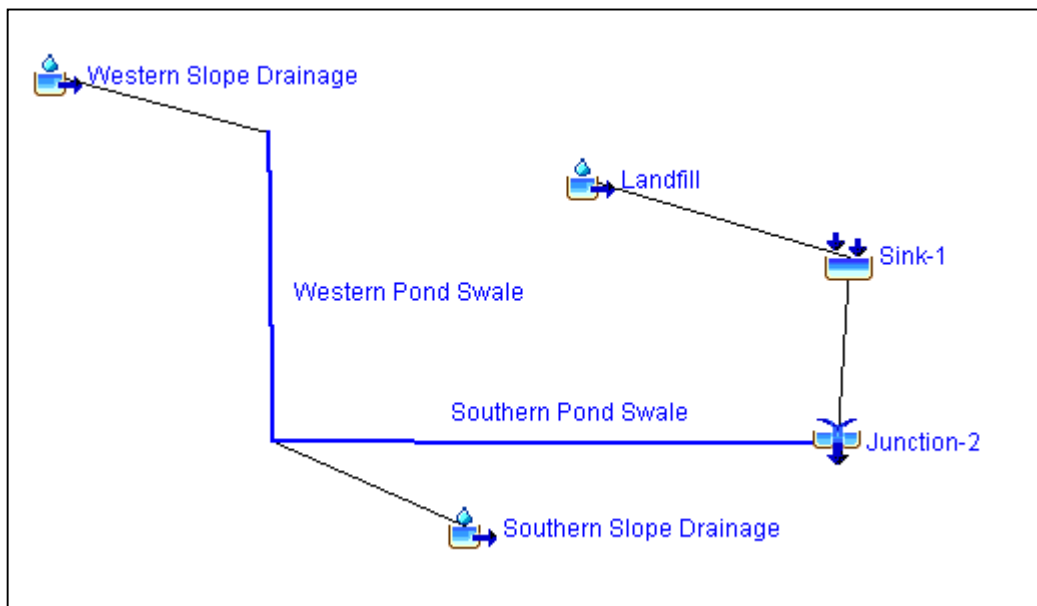 Western Slope Drainage
Landfill
Sink-1
Western Pond Swale
Southern Pond Swale
Junction-2
Southern Slope Drainage